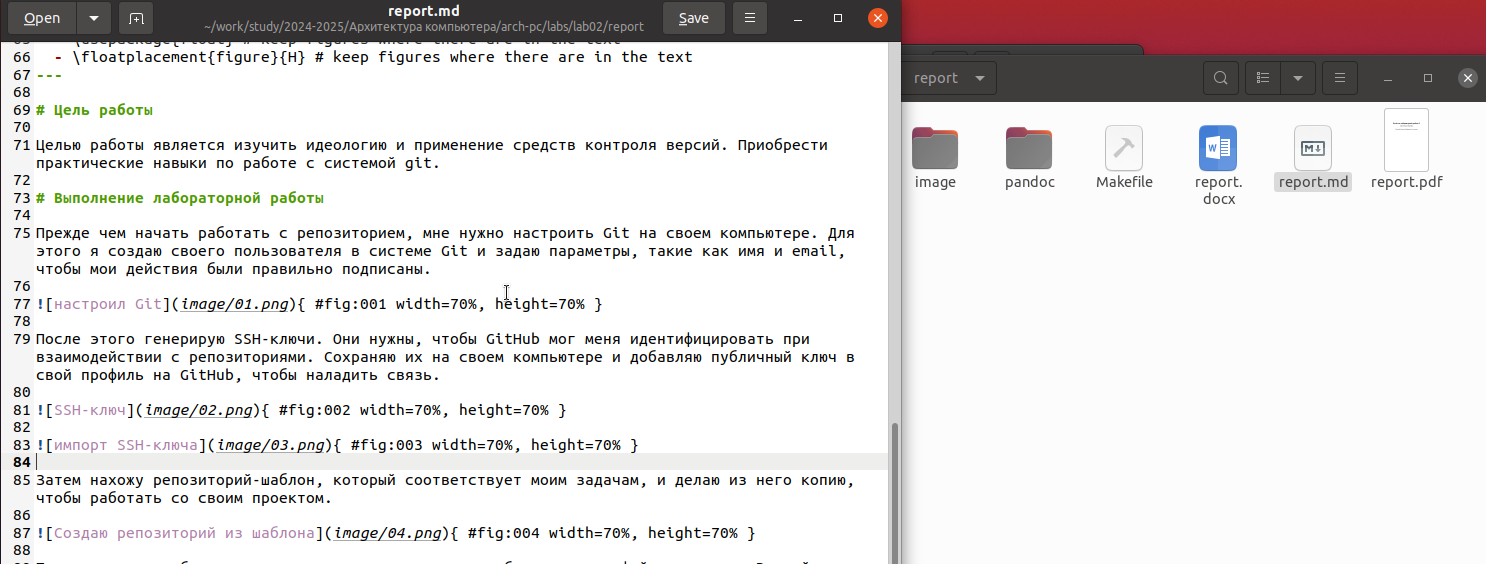 Open
report.md
~/work/study/2024-2025/Архитектура компьютера/arch-pc/labs/lab02/report
Save
66 - \floatplacement{figure}{H} # keep figures where there are in the text
67 ---
68
69 # Цель работы
70
71 Целью работы является изучить идеологию и применение средств контроля версий. Приобрести
практические навыки по работе с системой git.
72
73 # Выполнение лабораторной работы
74
75 Прежде чем начать работать с репозиторием, мне нужно настроить Git на своем компьютере. Для
этого я создаю своего пользователя в системе Git и задаю параметры, такие как имя и email,
чтобы мои действия были правильно подписаны.
76
77 ![настроил Git](image/01.png){ #fig:001 width=70%, height=70% }
78
79 После этого генерирую SSH-ключи. Они нужны, чтобы GitHub мог меня идентифицировать при
взаимодействии с репозиториями. Сохраняю их на своем компьютере и добавляю публичный ключ в
свой профиль на GitHub, чтобы наладить связь.
80
81 ![SSH-ключ](image/02.png){ #fig:002 width=70%, height=70% }
82
83 ![импорт SSH-ключа](image/03.png){ #fig:003 width=70%, height=70% }
84
85 Затем нахожу репозиторий-шаблон, который соответствует моим задачам, и делаю из него копию,
чтобы работать со своим проектом.
86
87 ![Создаю репозиторий из шаблона](image/04.png){ #fig:004 width=70%, height=70% }
88
report
image
pandoc
Makefile
report.
docx
report.md
report.pdf